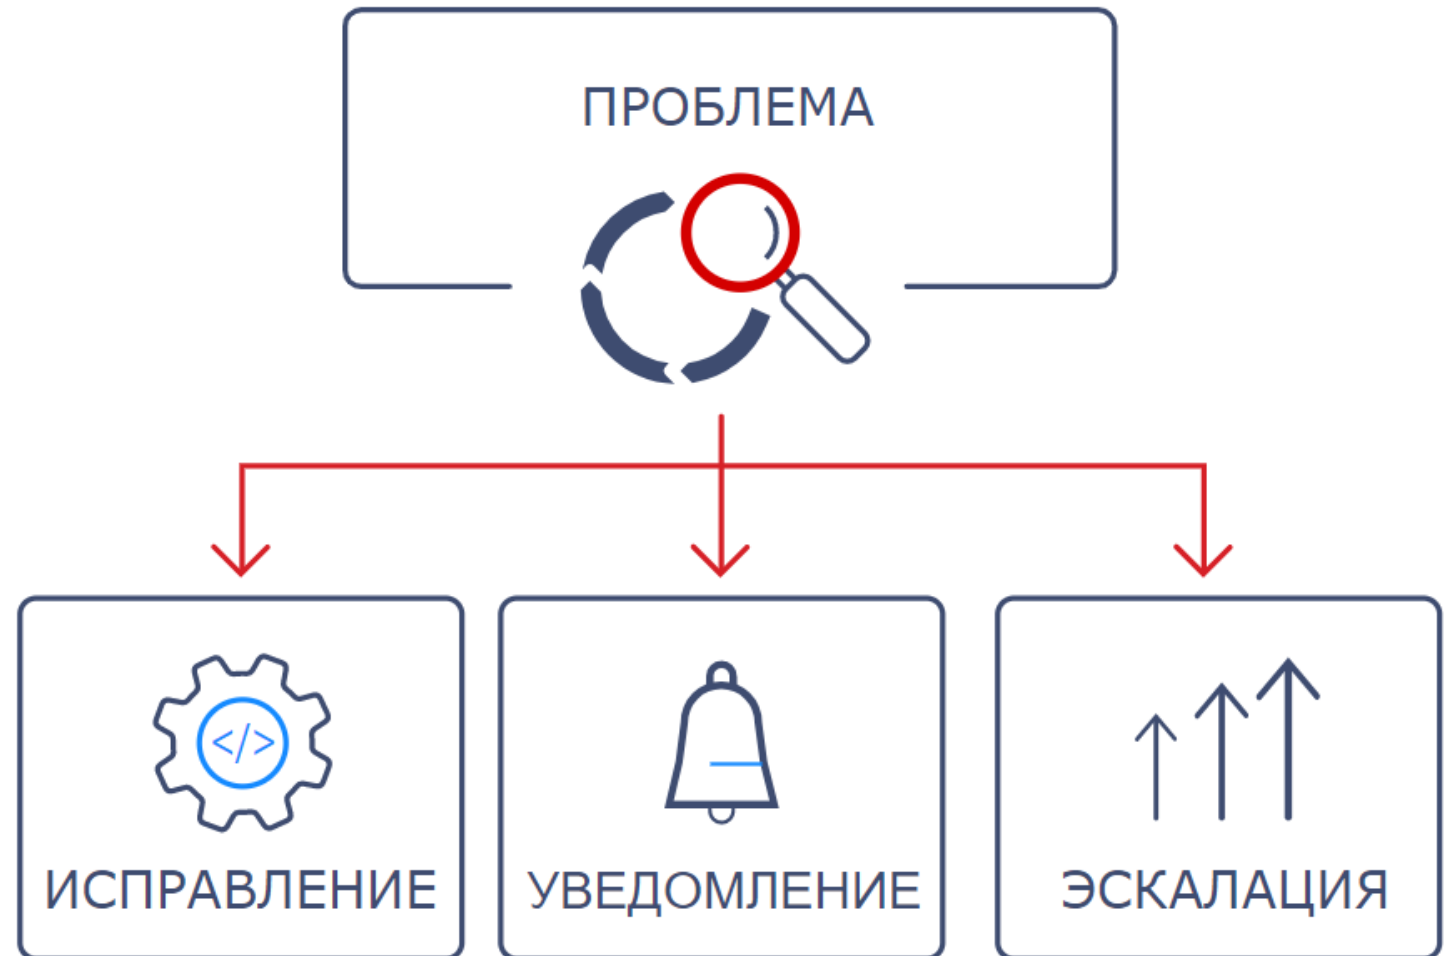 ПРОБЛЕМА
</>
ИСПРАВЛЕНИЕ
УВЕДОМЛЕНИЕ
ЭСКАЛАЦИЯ